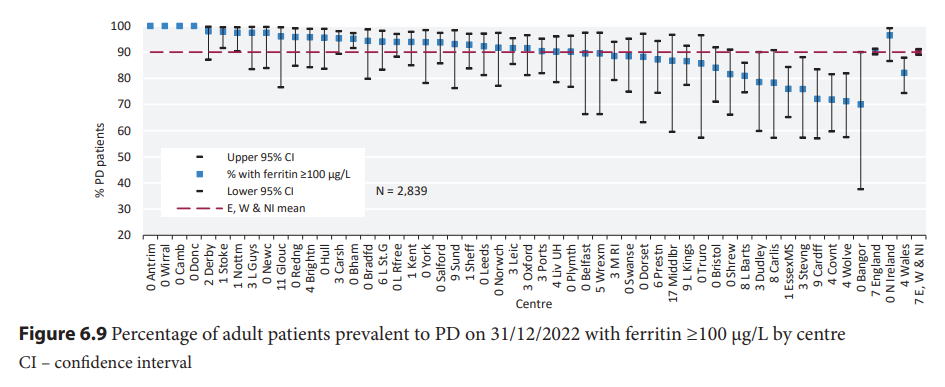 100
90
80
70
60
50
40
30
20
% PD patients
Upper 95% CI
% with ferritin ≥100 µg/L
Lower 95% CI
E, W & NI mean
N = 2,839
0 Antrim
0 Wirral
0 Camb
0 Donc
2 Derby
1 Stoke
1 Nottm
3 L Guys
0 Newc
11 Glouc
0 Redng
4 Brightn
0 Hull
3 Carsh
0 Bham
0 Bradfd
6 L St.G
0 L Rfree
1 Kent
0 York
0 Salford
9 Sund
1 Sheff
0 Leeds
0 Norwch
3 Leic
3 Oxford
3 Ports
4 Liv UH
0 Plymth
0 Belfast
5 Wrexm
3 M RI
0 Swanse
0 Dorset
6 Prestn
17 Middlbr
9 L Kings
0 Truro
0 Bristol
0 Shrew
8 L Barts
3 Dudley
8 Carlis
1 EssexMS
3 Stevng
9 Cardff
4 Covnt
4 Wolve
0 Bangor
7 England
0 N Ireland
4 Wales
7 E, W & NI
Centre
Figure 6.9 Percentage of adult patients prevalent to PD on 31/12/2022 with ferritin ≥100 µg/L by centre
CI – confidence interval